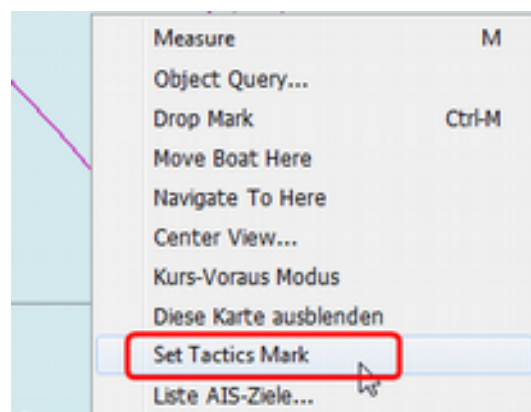 Measure M
Object Query...
Drop Mark Ctrl-M
Move Boat Here
Navigate To Here
Center View...
Kurs-Voraus Modus
Diese Karte ausblenden
Set Tactics Mark
Liste AIS-Ziele...